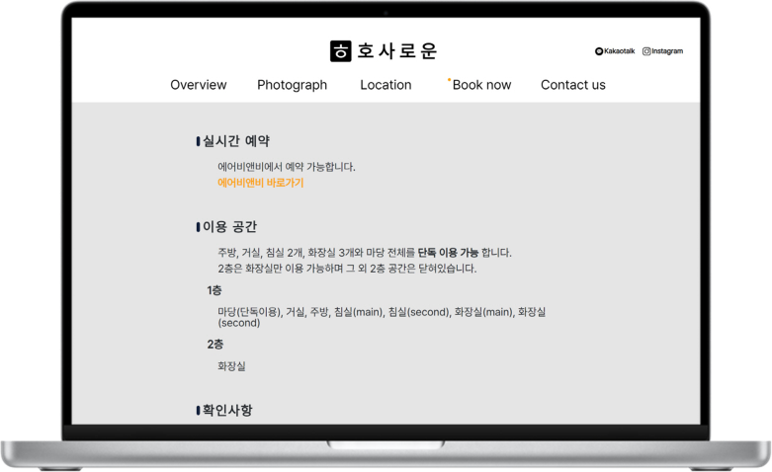 ㅎ 호사로운
Kakaotalk Instagram
Overview Photograph Location Book now Contact us
실시간 예약
에어비앤비에서 예약 가능합니다.
에어비앤비 바로가기
이용 공간
주방, 거실, 침실 2개, 화장실 3개와 마당 전체를 단독 이용 가능 합니다.
2층은 화장실만 이용 가능하며 그 외 2층 공간은 닫혀있습니다.
1층
마당(단독이용), 거실, 주방, 침실(main), 침실(second), 화장실(main), 화장실
(second)
2층
화장실
확인사항